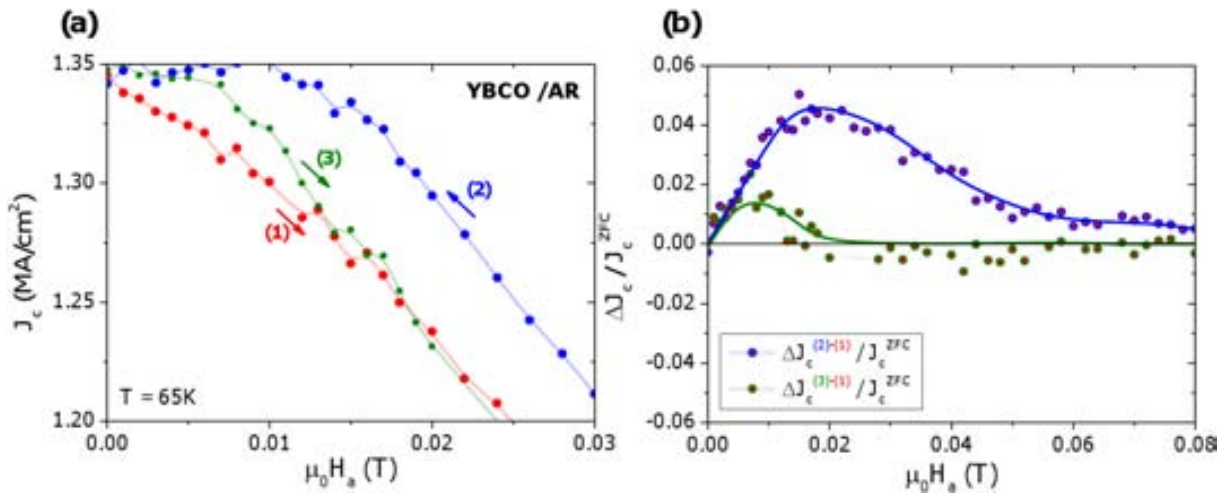 (a)
1.35
1.30
1.25
1.20
J_c (MA/cm²)
YBCO /AR
(3)
(2)
(1)
T = 65K
0.00 0.01 0.02 0.03
μ₀H_a (T)
(b)
0.06
0.04
0.02
0.00
-0.02
-0.04
-0.06
ΔJ_c / J_c^ZFC
ΔJ_c^(2)-(1) / J_c^ZFC
ΔJ_c^(3)-(1) / J_c^ZFC
0.00 0.02 0.04 0.06 0.08
μ₀H_a (T)